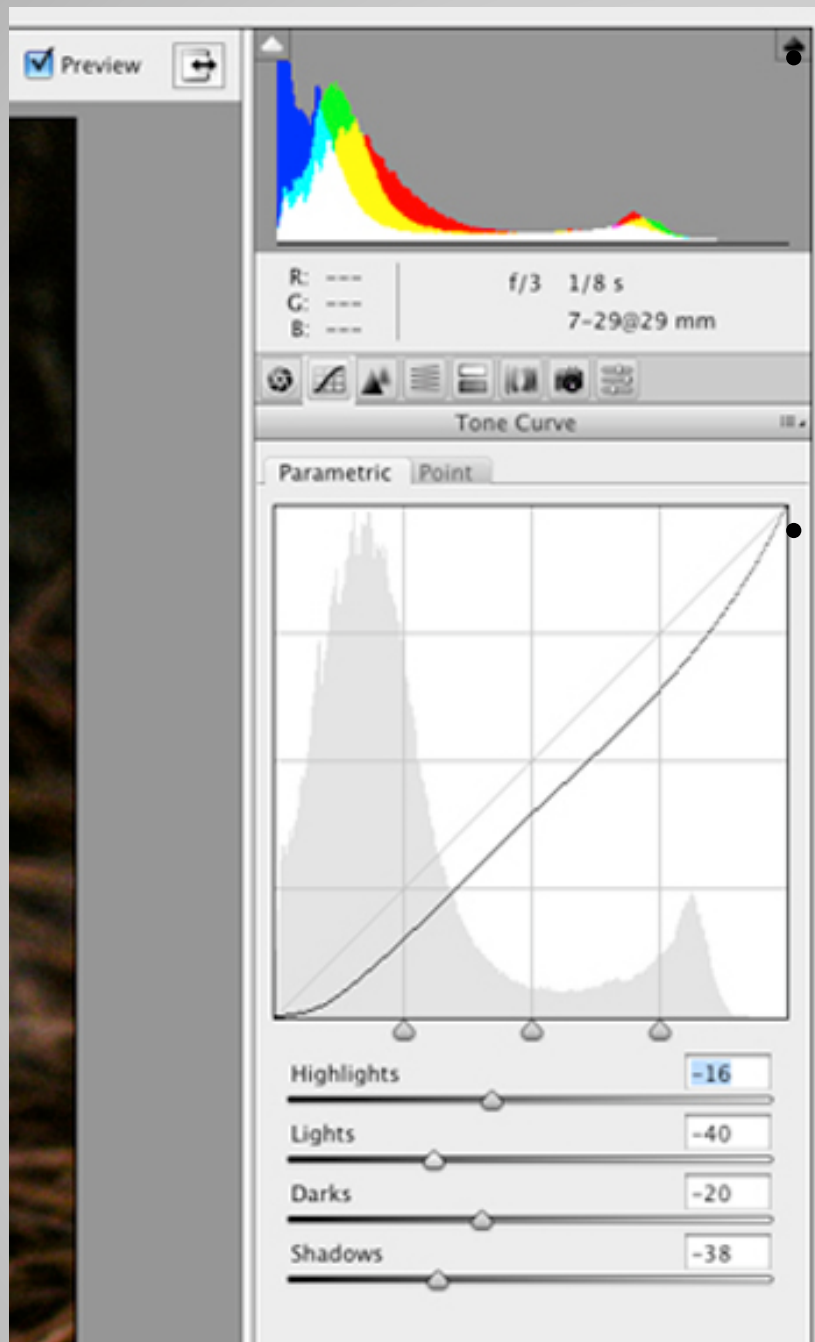 Preview
R: ---
G: ---
B: ---
f/3 1/8 s
7-29@29 mm
Tone Curve
Parametric Point
Highlights -16
Lights -40
Darks -20
Shadows -38